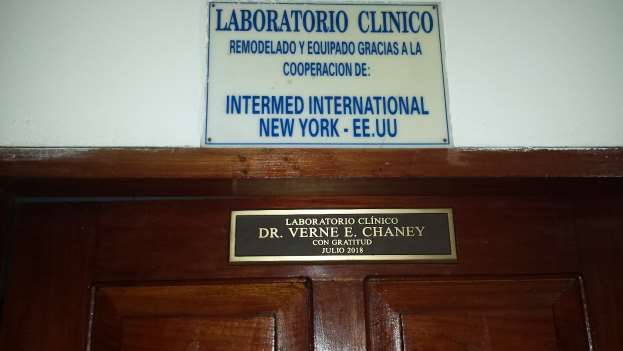 LABORATORIO CLINICO
REMODELADO Y EQUIPADO GRACIAS A LA
COOPERACION DE:
INTERMED INTERNATIONAL
NEW YORK - EE.UU
LABORATORIO CLÍNICO
DR. VERNE E. CHANEY
CON GRATITUD
JULIO 2018